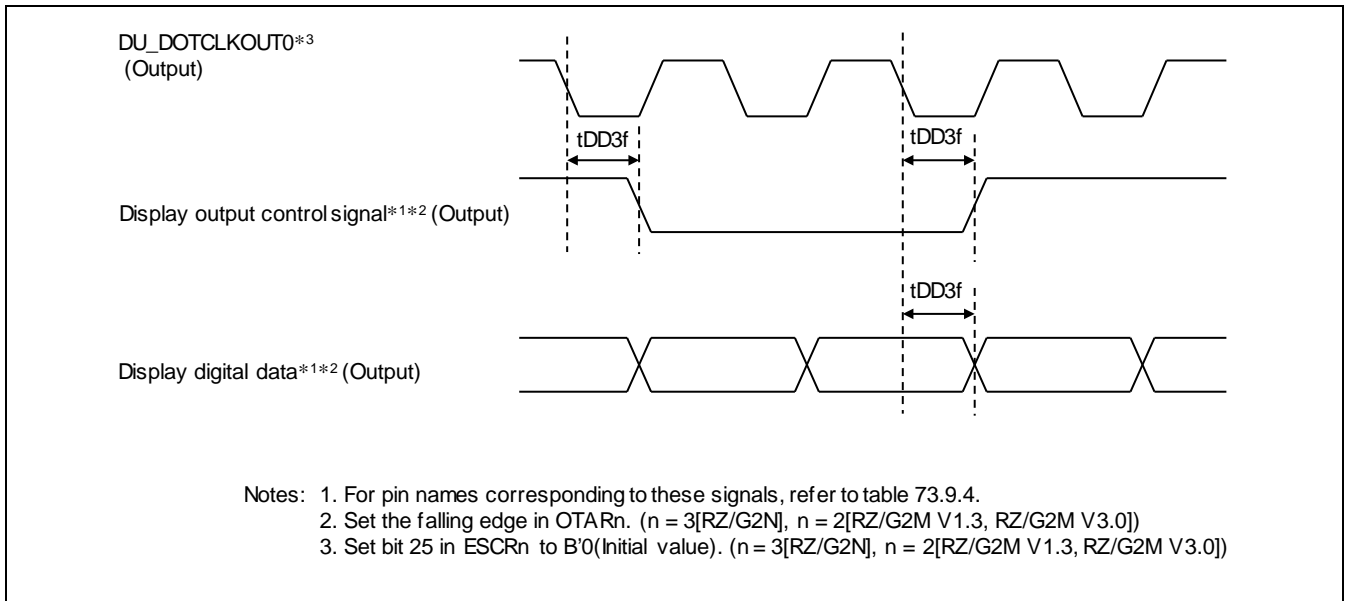 DU_DOTCLKOUT0*3
(Output)
tDD3f
tDD3f
Display output control signal*1*2 (Output)
tDD3f
Display digital data*1*2 (Output)
Notes: 1. For pin names corresponding to these signals, refer to table 73.9.4.
2. Set the falling edge in OTARn. (n = 3[RZ/G2N], n = 2[RZ/G2M V1.3, RZ/G2M V3.0])
3. Set bit 25 in ESCRn to B'0(Initial value). (n = 3[RZ/G2N], n = 2[RZ/G2M V1.3, RZ/G2M V3.0])